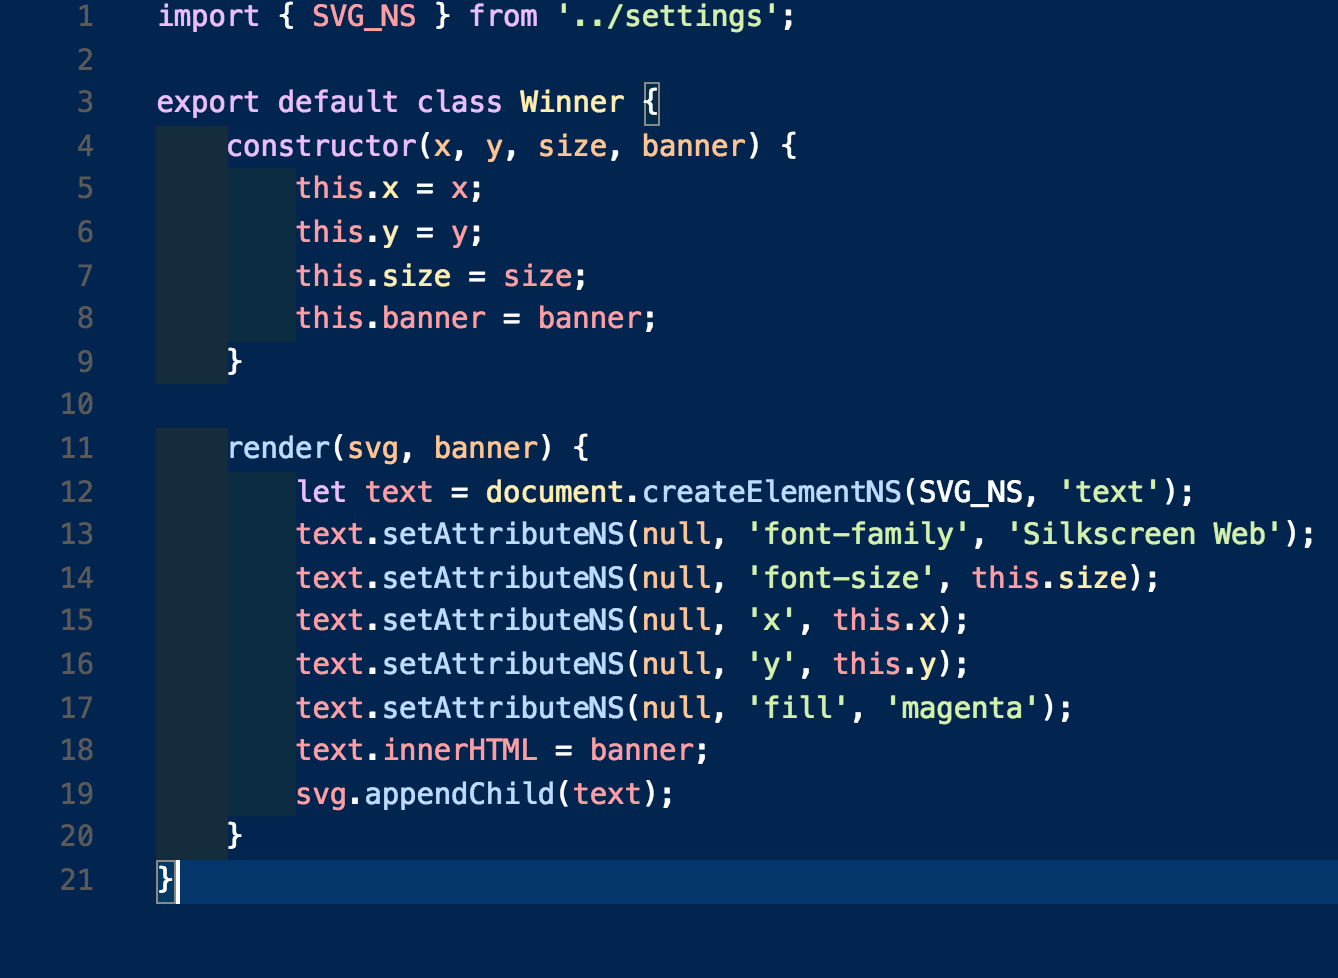 1 import { SVG_NS } from '../settings';
2
3 export default class Winner {
4     constructor(x, y, size, banner) {
5         this.x = x;
6         this.y = y;
7         this.size = size;
8         this.banner = banner;
9     }
10
11     render(svg, banner) {
12         let text = document.createElementNS(SVG_NS, 'text');
13         text.setAttributeNS(null, 'font-family', 'Silkscreen Web');
14         text.setAttributeNS(null, 'font-size', this.size);
15         text.setAttributeNS(null, 'x', this.x);
16         text.setAttributeNS(null, 'y', this.y);
17         text.setAttributeNS(null, 'fill', 'magenta');
18         text.innerHTML = banner;
19         svg.appendChild(text);
20     }
21 }